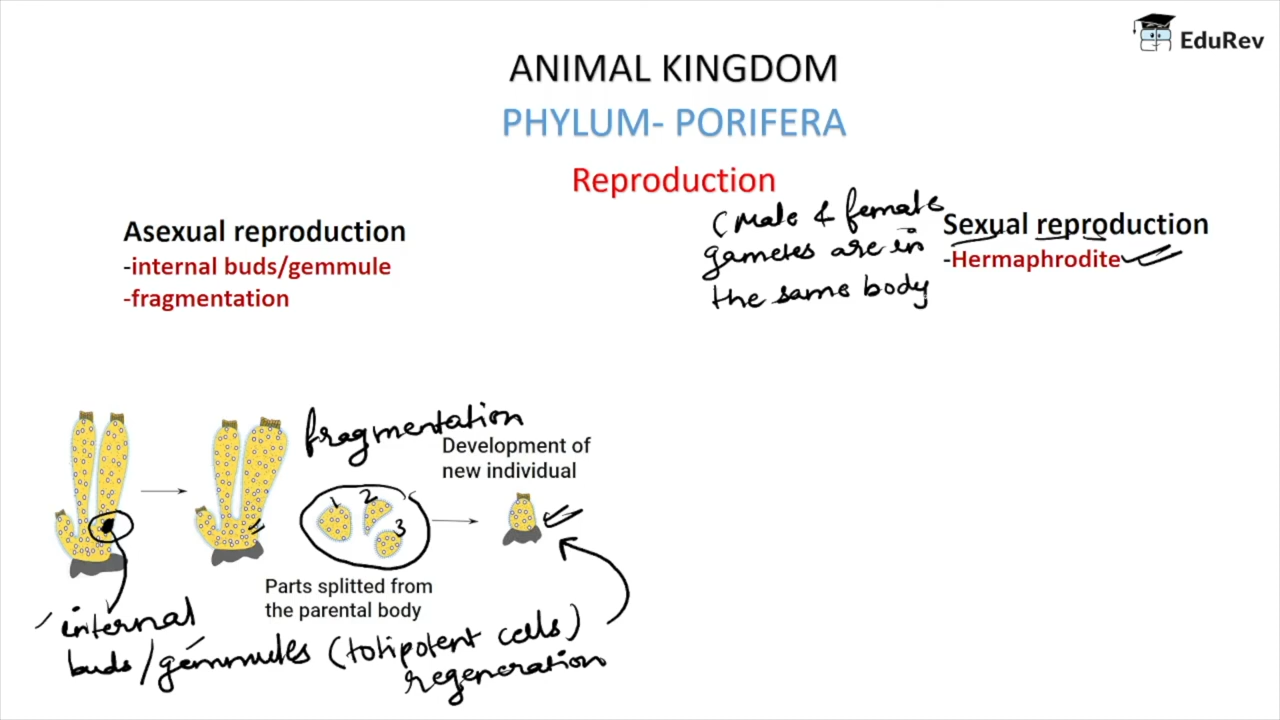 EduRev
ANIMAL KINGDOM
PHYLUM- PORIFERA
Reproduction
Asexual reproduction
-internal buds/gemmule
-fragmentation
(Male & female
gametes are in
the same body
Sexual reproduction
-Hermaphrodite
fragmentation
Development of
new individual
1
2
3
Parts splitted from
the parental body
internal
buds/gemmules (totipotent cells)
regeneration